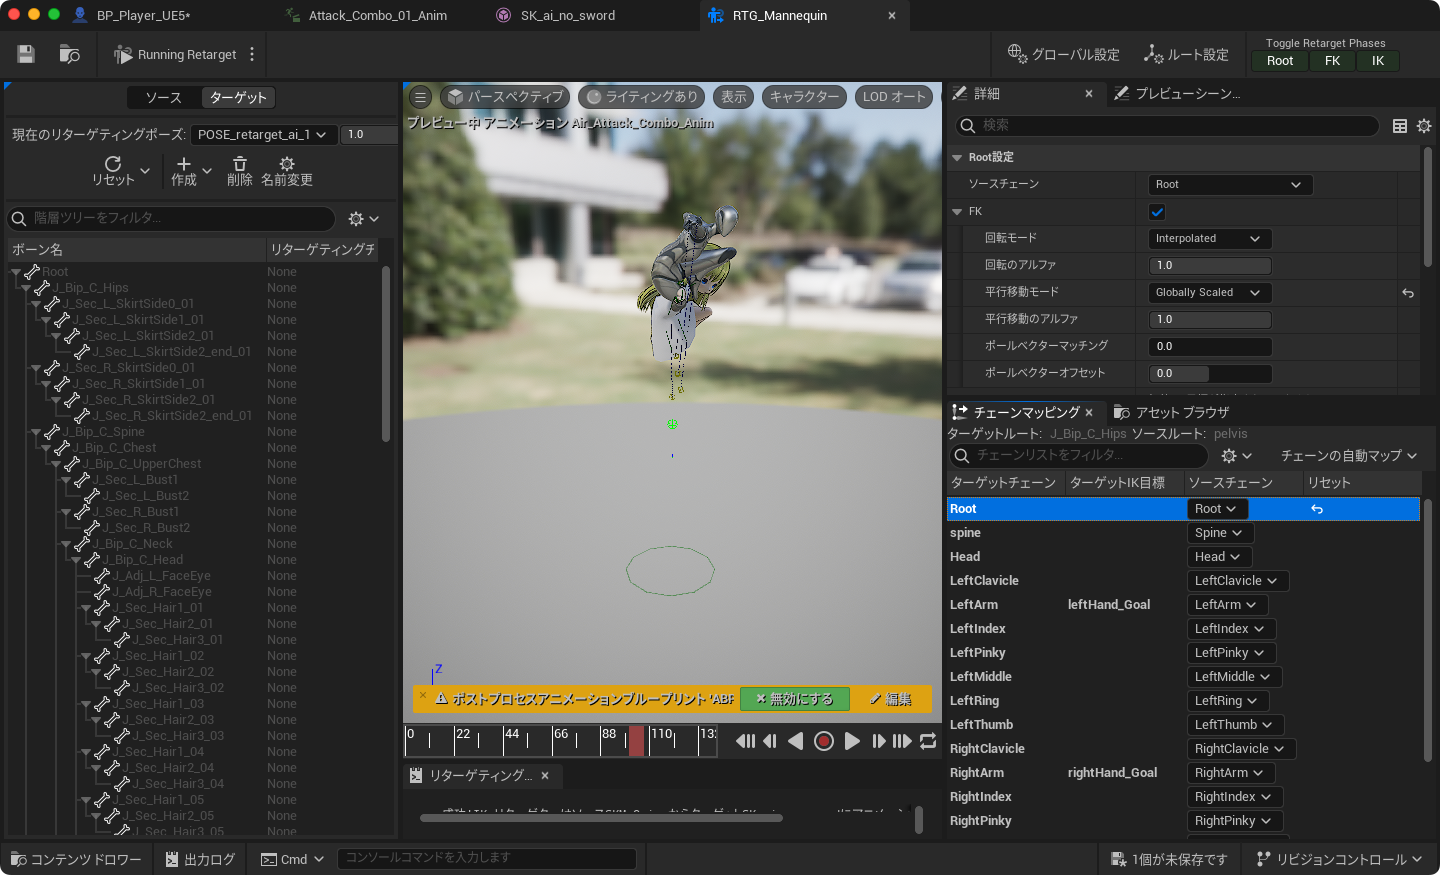 BP_Player_UE5*
Attack_Combo_01_Anim
SK_ai_no_sword
RTG_Mannequin
Running Retarget
グローバル設定
ルート設定
Toggle Retarget Phases
Root FK IK
ソース ターゲット
現在のリターゲティングポーズ: POSE_retarget_ai_1 1.0
リセット 作成 削除 名前変更
階層ツリーをフィルタ...
ボーン名 リターゲティングチ
Root None
J_Bip_C_Hips None
J_Sec_L_SkirtSide0_01 None
J_Sec_L_SkirtSide1_01 None
J_Sec_L_SkirtSide2_01 None
J_Sec_L_SkirtSide2_end_01 None
J_Sec_R_SkirtSide0_01 None
J_Sec_R_SkirtSide1_01 None
J_Sec_R_SkirtSide2_01 None
J_Sec_R_SkirtSide2_end_01 None
J_Bip_C_Spine None
J_Bip_C_Chest None
J_Bip_C_UpperChest None
J_Sec_L_Bust1 None
J_Sec_L_Bust2 None
J_Sec_R_Bust1 None
J_Sec_R_Bust2 None
J_Bip_C_Neck None
J_Bip_C_Head None
J_Adj_L_FaceEye None
J_Adj_R_FaceEye None
J_Sec_Hair1_01 None
J_Sec_Hair2_01 None
J_Sec_Hair3_01 None
J_Sec_Hair1_02 None
J_Sec_Hair2_02 None
J_Sec_Hair3_02 None
J_Sec_Hair1_03 None
J_Sec_Hair2_03 None
J_Sec_Hair3_03 None
J_Sec_Hair1_04 None
J_Sec_Hair2_04 None
J_Sec_Hair3_04 None
J_Sec_Hair1_05 None
J_Sec_Hair2_05 None
J_Sec_Hair3_05 None
パースペクティブ ライティングあり 表示 キャラクター LOD オート
プレビュー中 アニメーション Air_Attack_Combo_Anim
Z
ポストプロセスアニメーションブループリント 'ABF 無効にする 編集
0 22 44 66 88 110 132
リターゲティング...
詳細 プレビューシーン...
検索
Root設定
ソースチェーン Root
FK
回転モード Interpolated
回転のアルファ 1.0
平行移動モード Globally Scaled
平行移動のアルファ 1.0
ポールベクターマッチング 0.0
ポールベクターオフセット 0.0
チェーンマッピング アセット ブラウザ
ターゲットルート: J_Bip_C_Hips ソースルート: pelvis
チェーンリストをフィルタ... チェーンの自動マップ
ターゲットチェーン ターゲットIK目標 ソースチェーン リセット
Root Root
spine Spine
Head Head
LeftClavicle LeftClavicle
LeftArm leftHand_Goal LeftArm
LeftIndex LeftIndex
LeftPinky LeftPinky
LeftMiddle LeftMiddle
LeftRing LeftRing
LeftThumb LeftThumb
RightClavicle RightClavicle
RightArm rightHand_Goal RightArm
RightIndex RightIndex
RightPinky RightPinky
コンテンツ ドロワー 出力ログ Cmd コンソールコマンドを入力します 1個が未保存です リビジョンコントロール